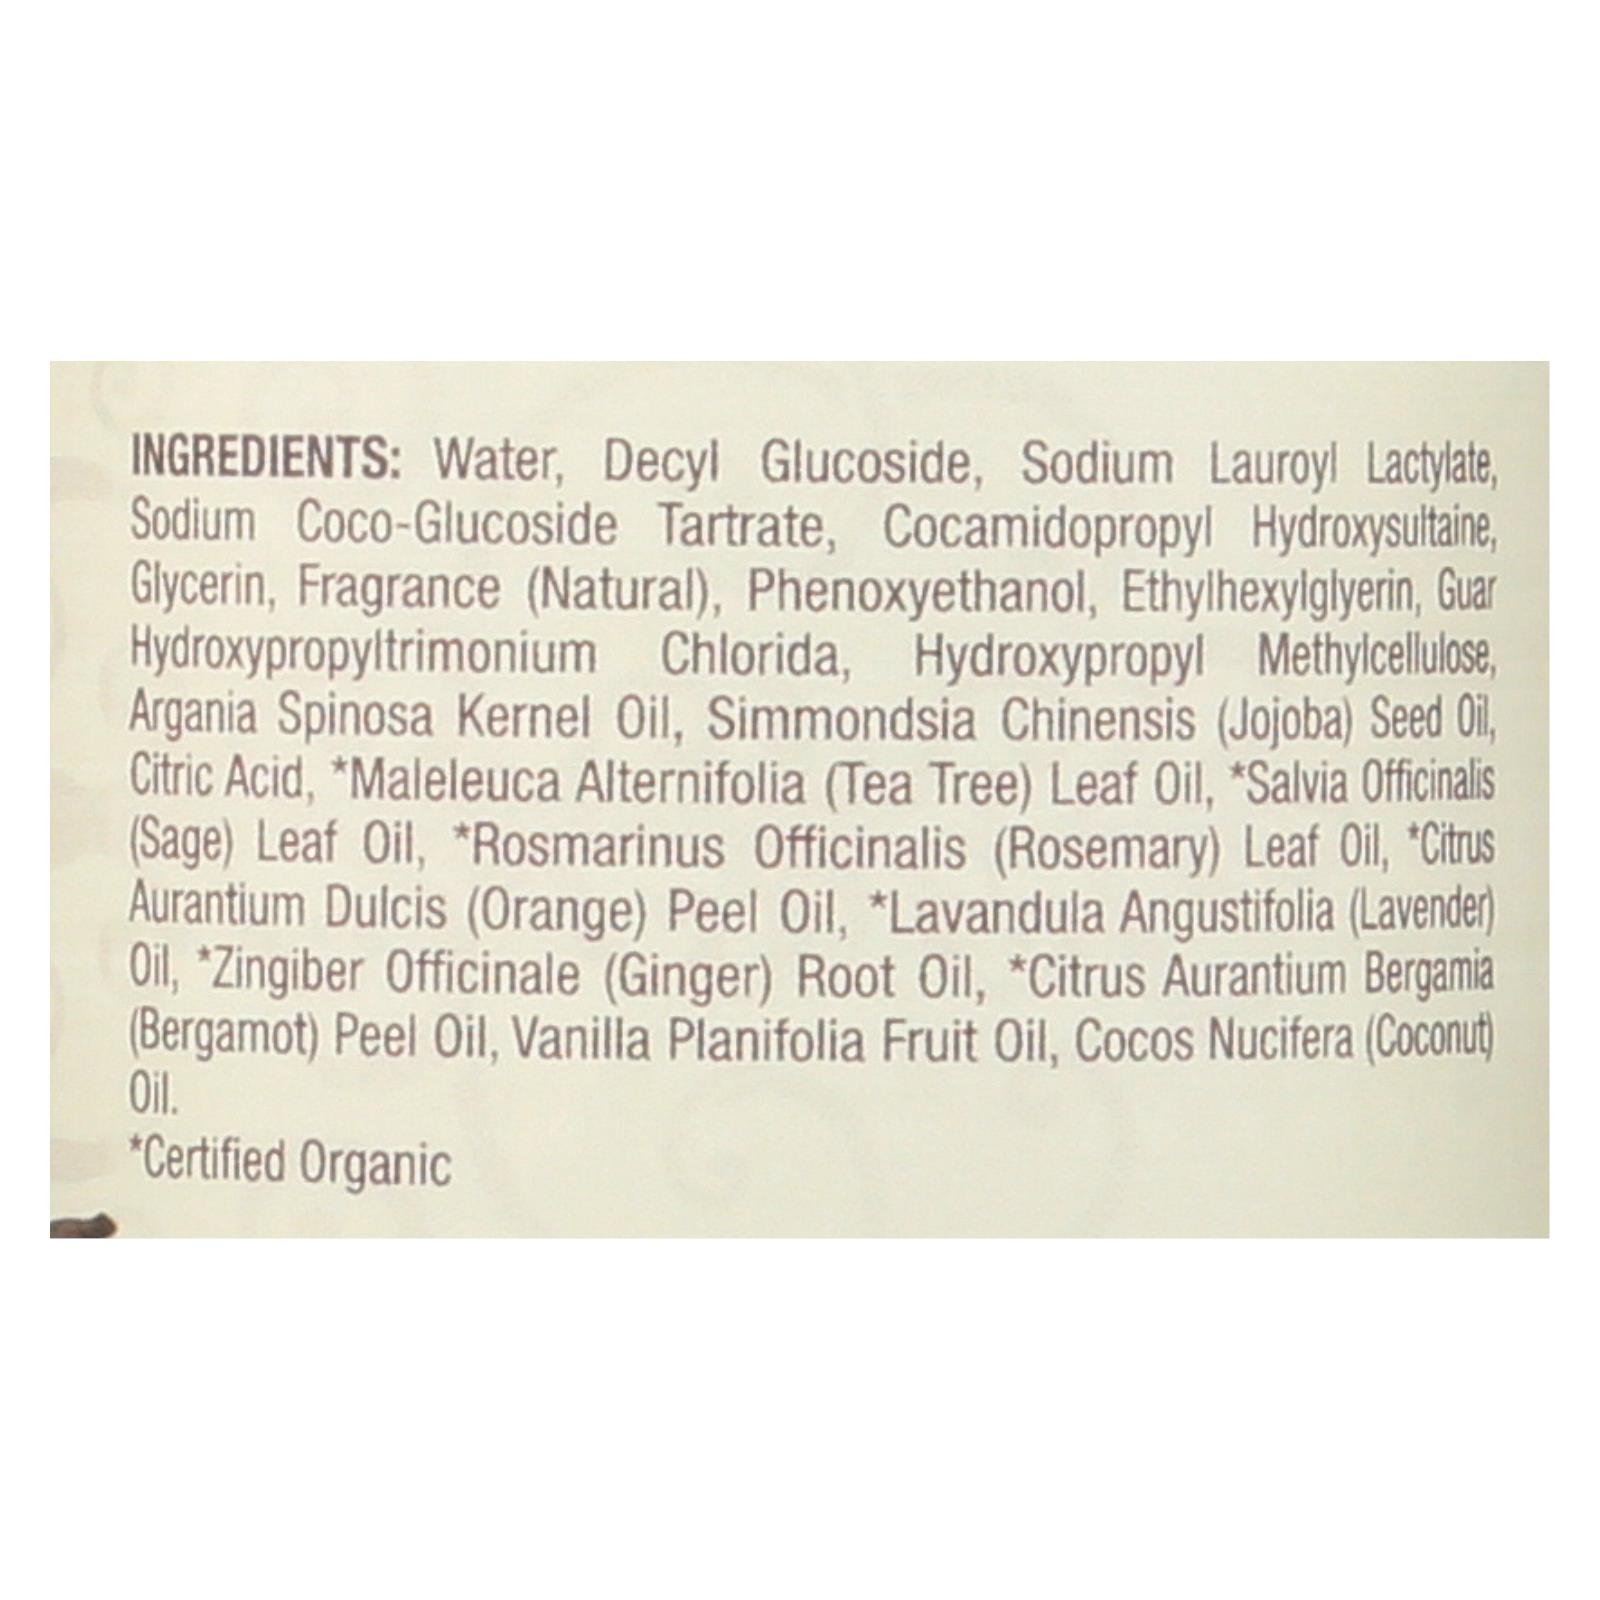 INGREDIENTS: Water, Decyl Glucoside, Sodium Lauroyl Lactylate,
Sodium Coco-Glucoside Tartrate, Cocamidopropyl Hydroxysultaine,
Glycerin, Fragrance (Natural), Phenoxyethanol, Ethylhexylglyerin, Guar
Hydroxypropyltrimonium Chlorida, Hydroxypropyl Methylcellulose,
Argania Spinosa Kernel Oil, Simmondsia Chinensis (Jojoba) Seed Oil,
Citric Acid, *Maleleuca Alternifolia (Tea Tree) Leaf Oil, *Salvia Officinalis
(Sage) Leaf Oil, *Rosmarinus Officinalis (Rosemary) Leaf Oil, *Citrus
Aurantium Dulcis (Orange) Peel Oil, *Lavandula Angustifolia (Lavender)
Oil, *Zingiber Officinale (Ginger) Root Oil, *Citrus Aurantium Bergamia
(Bergamot) Peel Oil, Vanilla Planifolia Fruit Oil, Cocos Nucifera (Coconut)
Oil.
*Certified Organic